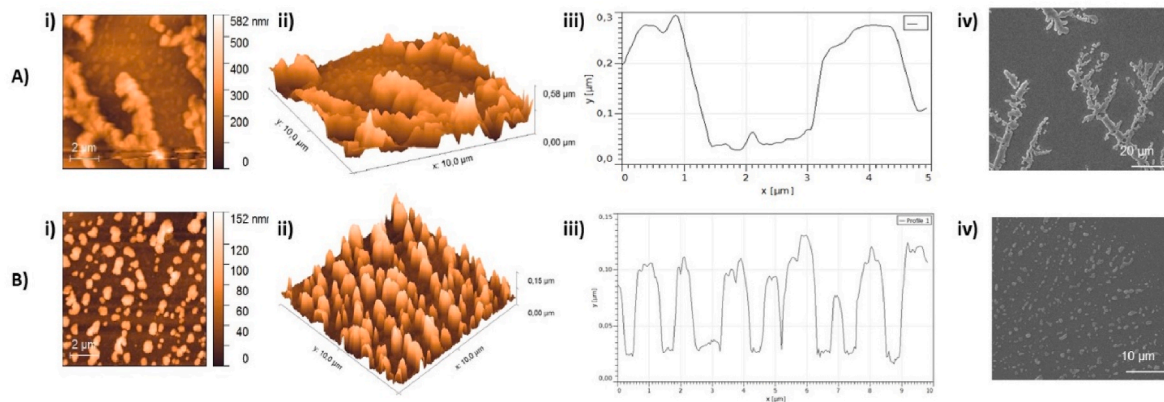 A)
i)
582 nm
500
400
300
200
0
2 µm
ii)
0,58 µm
0,00 µm
y: 10,0 µm
x: 10,0 µm
iii)
0,3
0,2
0,1
0,0
y [µm]
0
1
2
3
4
5
x [µm]
iv)
20 µm
B)
i)
152 nm
120
100
80
60
40
0
2 µm
ii)
0,15 µm
0,00 µm
y: 10,0 µm
x: 10,0 µm
iii)
0,15
0,10
0,05
0,00
y [µm]
Profile 1
0
1
2
3
4
5
6
7
8
9
10
x [µm]
iv)
10 µm